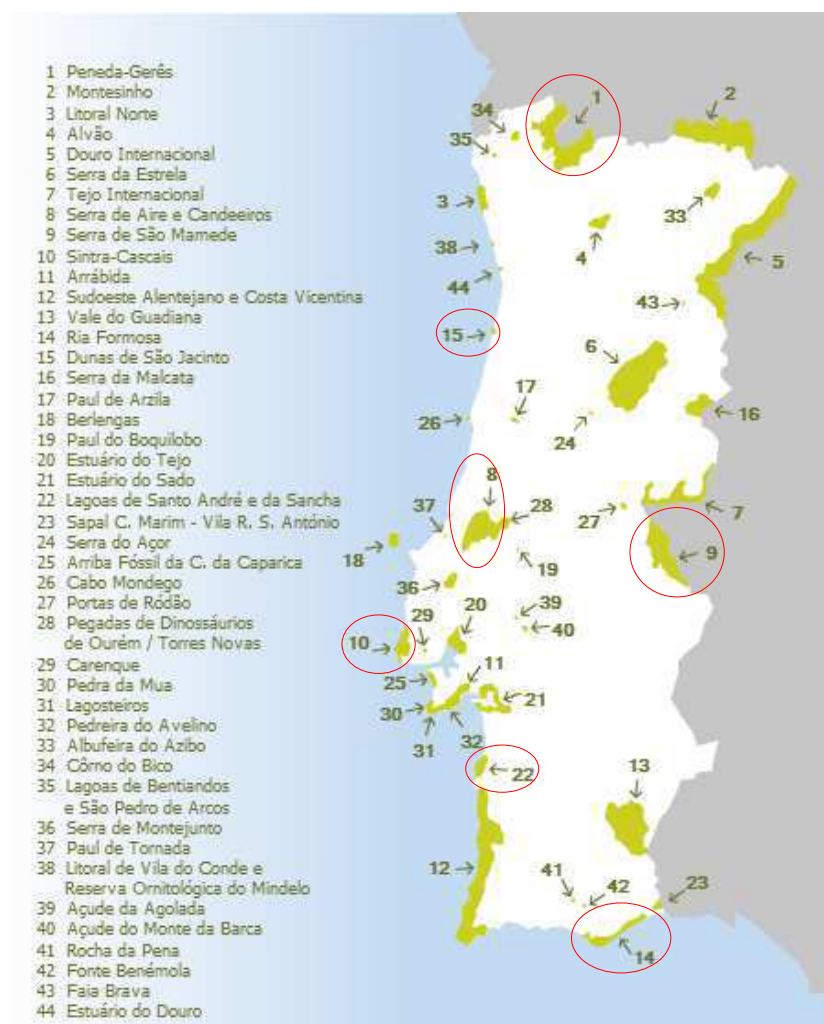 1 Peneda-Gerês
2 Montesinho
3 Litoral Norte
4 Alvão
5 Douro Internacional
6 Serra da Estrela
7 Tejo Internacional
8 Serra de Aire e Candeeiros
9 Serra de São Mamede
10 Sintra-Cascais
11 Arrábida
12 Sudoeste Alentejano e Costa Vicentina
13 Vale do Guadiana
14 Ria Formosa
15 Dunas de São Jacinto
16 Serra da Malcata
17 Paul de Arzila
18 Berlengas
19 Paul do Boquilobo
20 Estuário do Tejo
21 Estuário do Sado
22 Lagoas de Santo André e da Sancha
23 Sapal C. Marim - Vila R. S. António
24 Serra do Açor
25 Arriba Fóssil da C. da Caparica
26 Cabo Mondego
27 Portas de Ródão
28 Pegadas de Dinossáurios
de Ourém / Torres Novas
29 Carenque
30 Pedra da Mua
31 Lagosteiros
32 Pedreira do Avelino
33 Albufeira do Azibo
34 Côrno do Bico
35 Lagoas de Bentiandos
e São Pedro de Arcos
36 Serra de Montejunto
37 Paul de Tornada
38 Litoral de Vila do Conde e
Reserva Ornitológica do Mindelo
39 Açude da Agolada
40 Açude do Monte da Barca
41 Rocha da Pena
42 Fonte Benémola
43 Faia Brava
44 Estuário do Douro
1
2
34
35
3
33
38
4
5
44
43
15
6
17
16
26
24
8
37
28
27
7
18
19
9
36
29
20
39
40
10
11
25
21
30
31
32
22
13
12
41
42
23
14